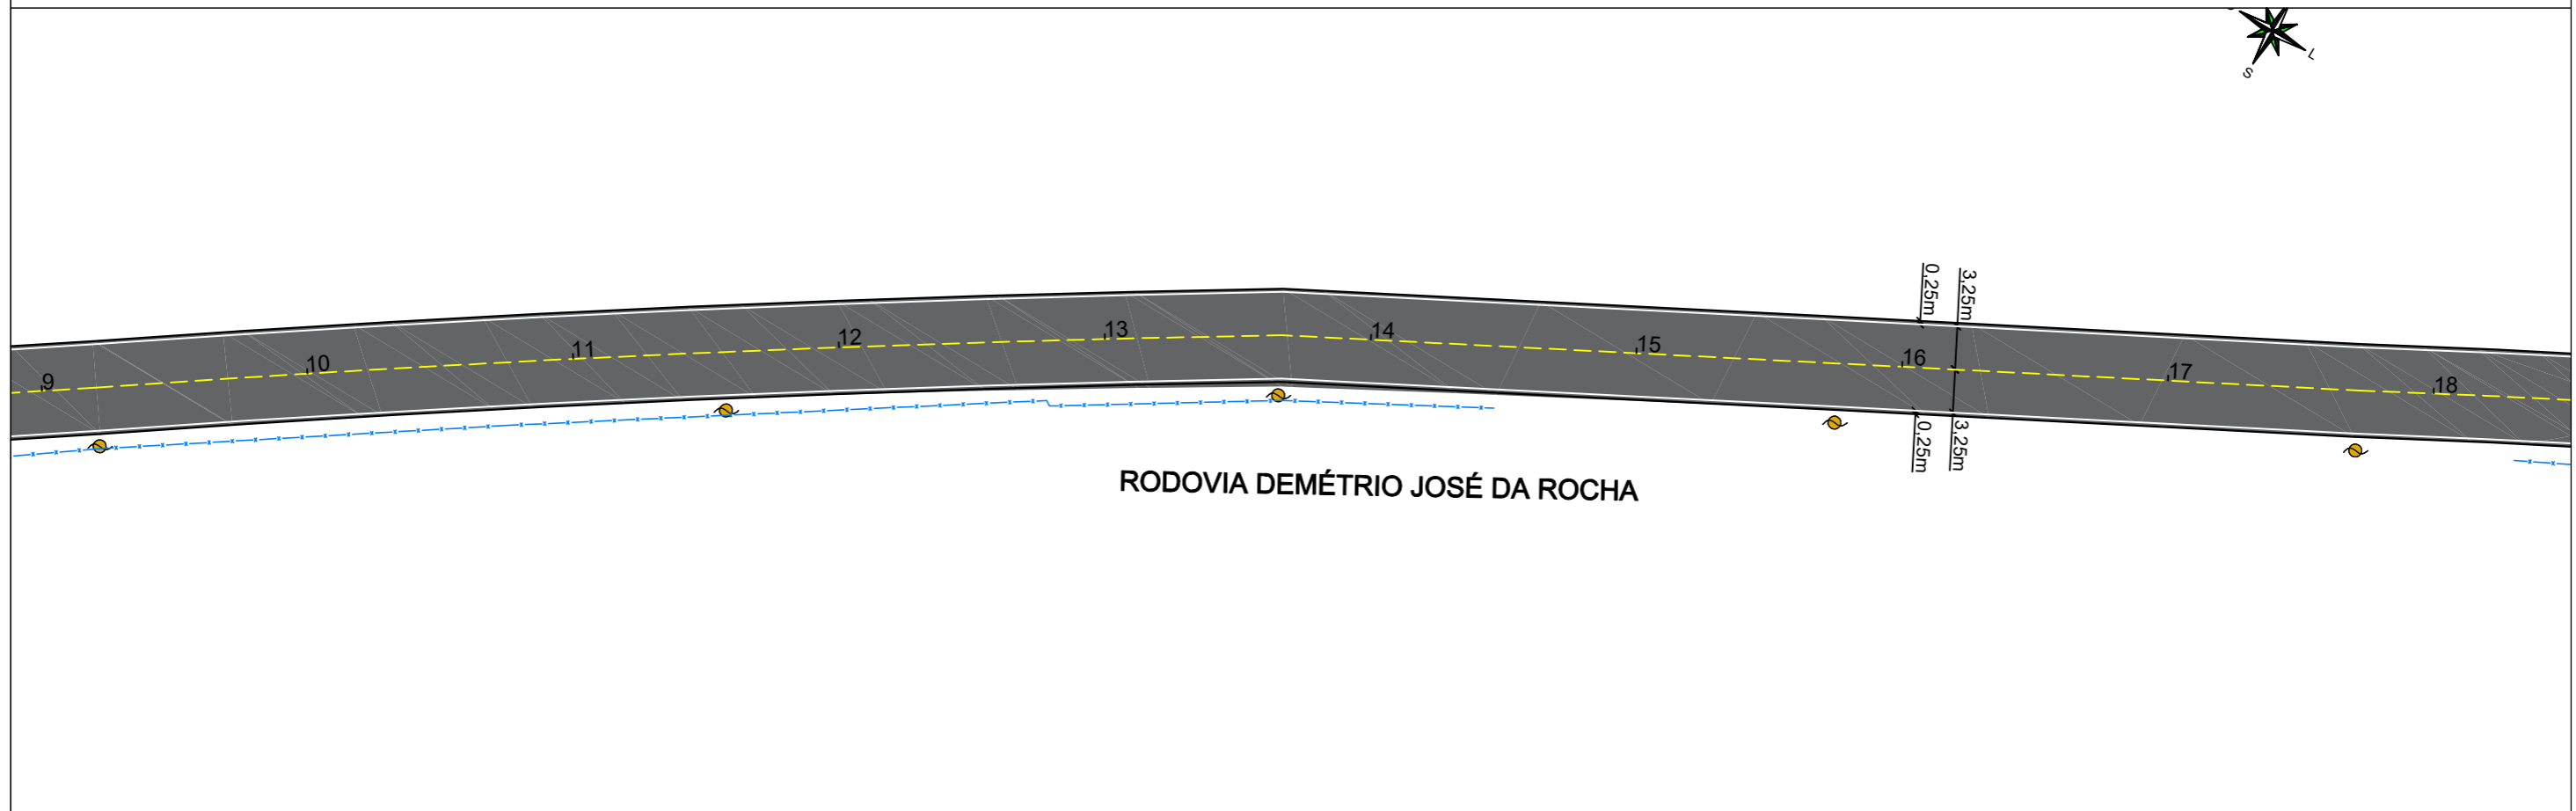 L
S
0,25m
3,25m
9
10
11
12
13
14
15
16
17
18
0,25m
3,25m
RODOVIA DEMÉTRIO JOSÉ DA ROCHA